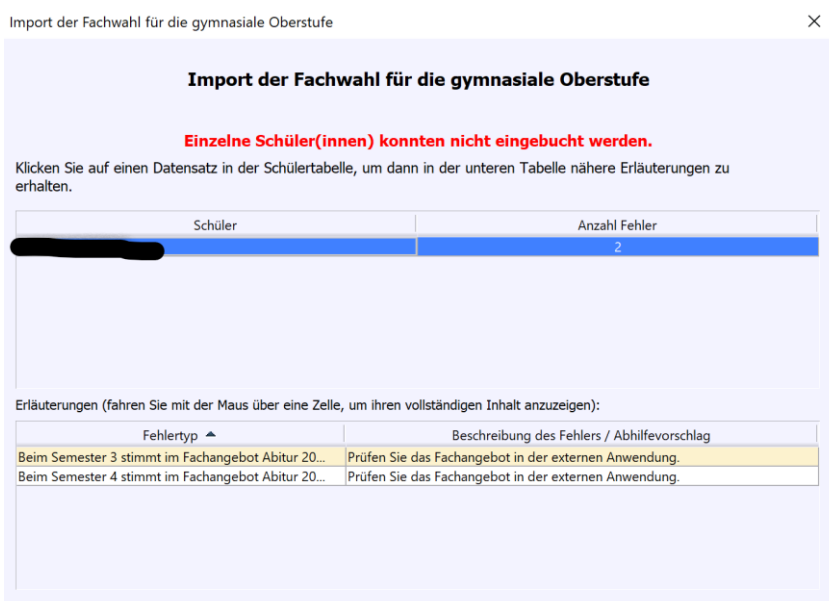 Import der Fachwahl für die gymnasiale Oberstufe
Import der Fachwahl für die gymnasiale Oberstufe
Einzelne Schüler(innen) konnten nicht eingebucht werden.
Klicken Sie auf einen Datensatz in der Schülertabelle, um dann in der unteren Tabelle nähere Erläuterungen zu
erhalten.
Schüler Anzahl Fehler
2
Erläuterungen (fahren Sie mit der Maus über eine Zelle, um ihren vollständigen Inhalt anzuzeigen):
Fehlertyp Beschreibung des Fehlers / Abhilfevorschlag
Beim Semester 3 stimmt im Fachangebot Abitur 20... Prüfen Sie das Fachangebot in der externen Anwendung.
Beim Semester 4 stimmt im Fachangebot Abitur 20... Prüfen Sie das Fachangebot in der externen Anwendung.